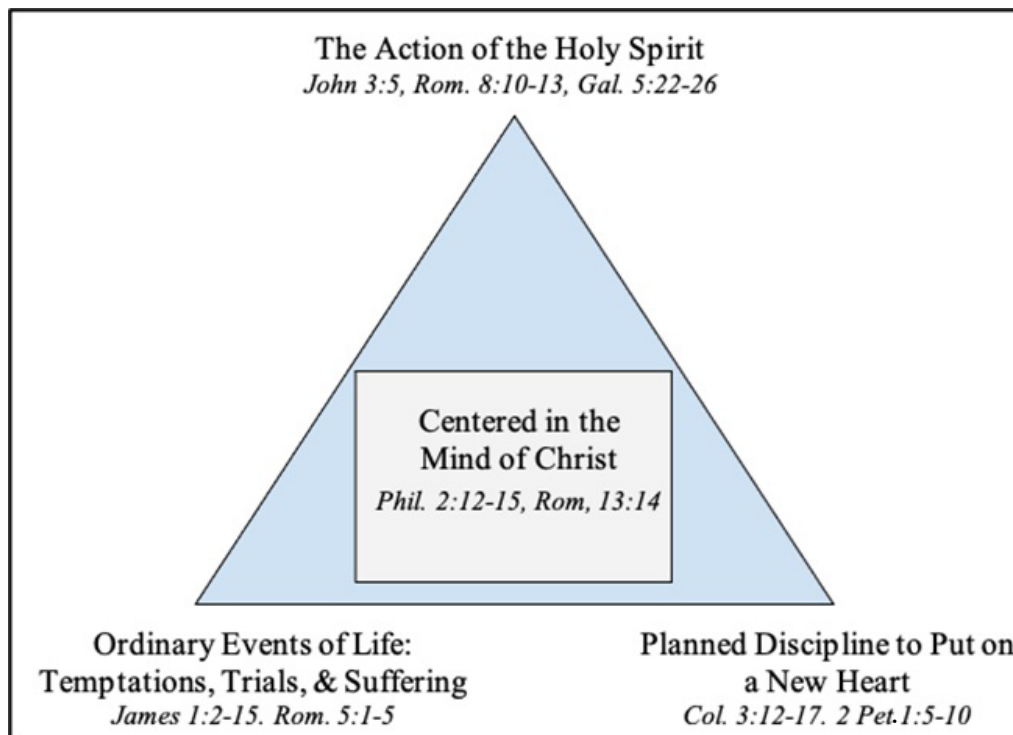 The Action of the Holy Spirit
John 3:5, Rom. 8:10-13, Gal. 5:22-26
Centered in the
Mind of Christ
Phil. 2:12-15, Rom, 13:14
Ordinary Events of Life:
Temptations, Trials, & Suffering
James 1:2-15. Rom. 5:1-5
Planned Discipline to Put on
a New Heart
Col. 3:12-17. 2 Pet.1:5-10